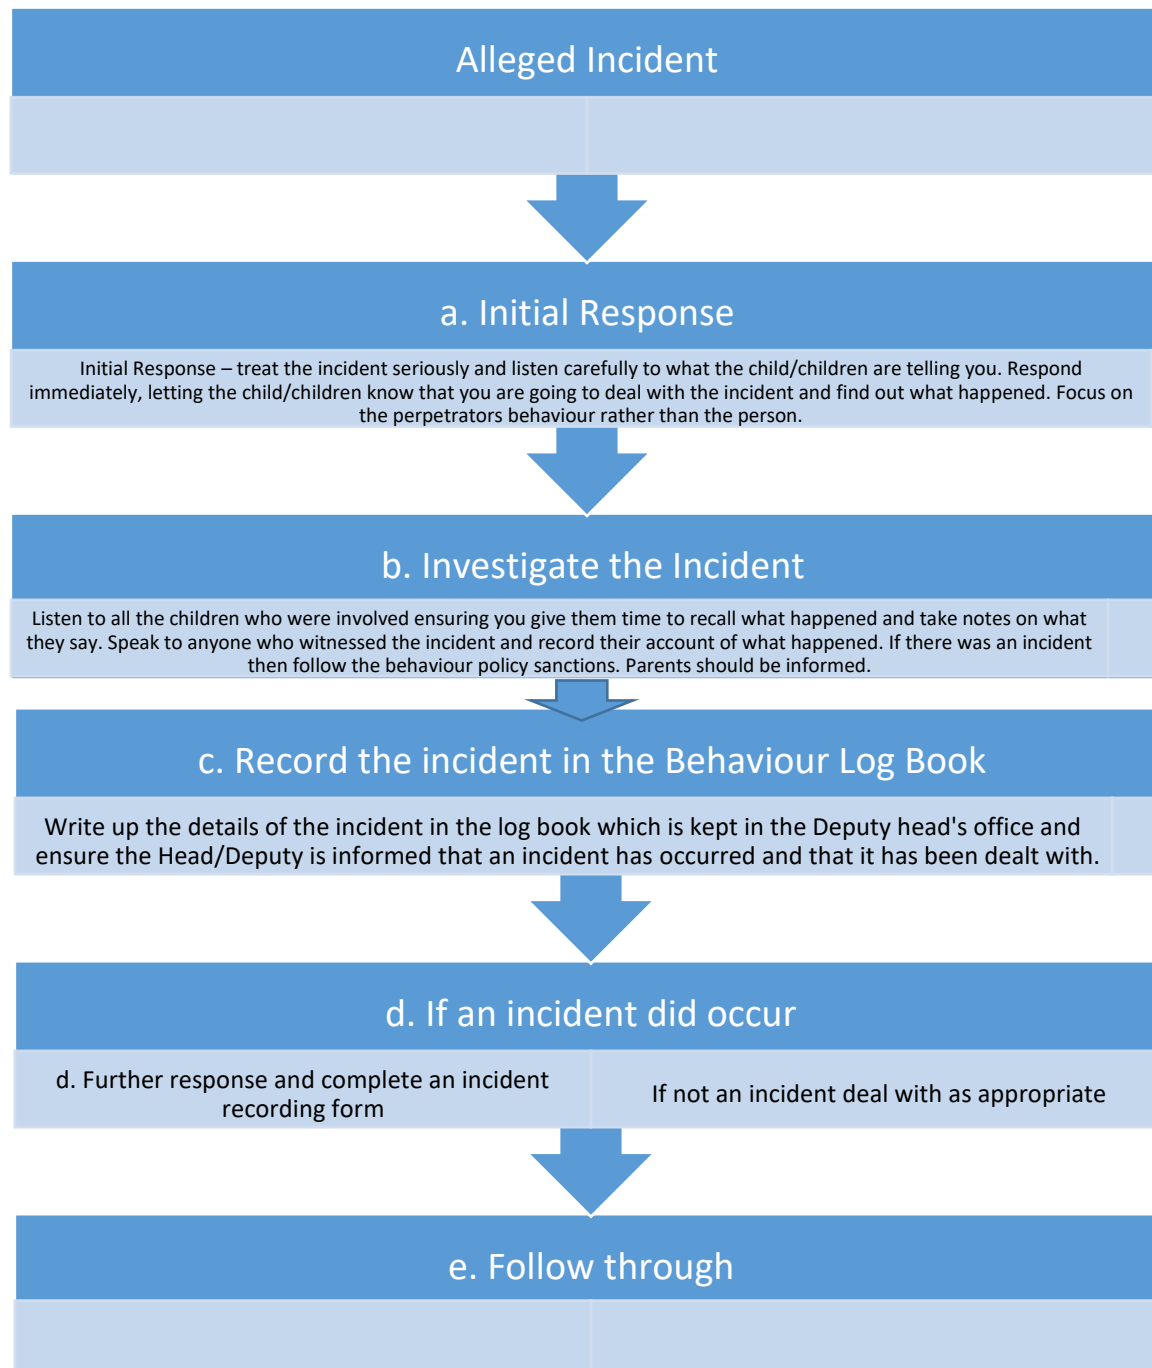 Alleged Incident
a. Initial Response
Initial Response – treat the incident seriously and listen carefully to what the child/children are telling you. Respond
immediately, letting the child/children know that you are going to deal with the incident and find out what happened. Focus on
the perpetrators behaviour rather than the person.
b. Investigate the Incident
Listen to all the children who were involved ensuring you give them time to recall what happened and take notes on what
they say. Speak to anyone who witnessed the incident and record their account of what happened. If there was an incident
then follow the behaviour policy sanctions. Parents should be informed.
c. Record the incident in the Behaviour Log Book
Write up the details of the incident in the log book which is kept in the Deputy head's office and
ensure the Head/Deputy is informed that an incident has occurred and that it has been dealt with.
d. If an incident did occur
d. Further response and complete an incident
recording form
If not an incident deal with as appropriate
e. Follow through